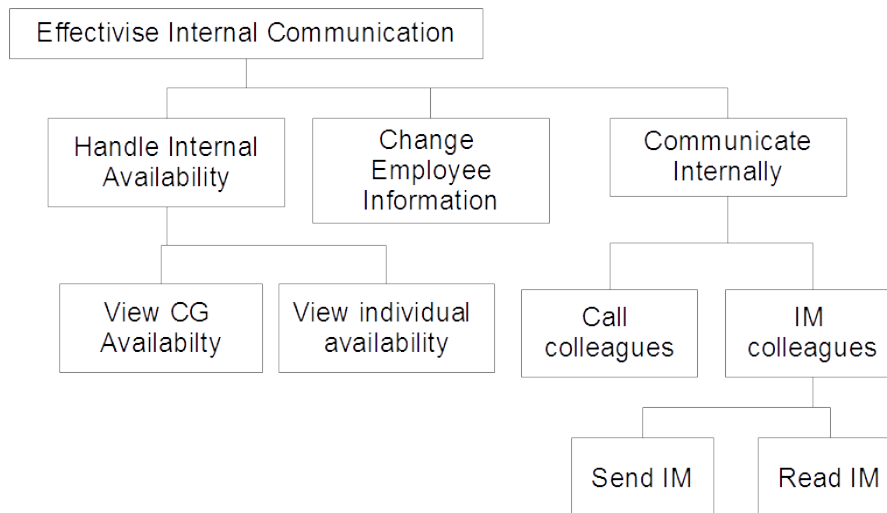 Effectivise Internal Communication
Handle Internal
Availability
Change
Employee
Information
Communicate
Internally
View CG
Availabilty
View individual
availability
Call
colleagues
IM
colleagues
Send IM
Read IM